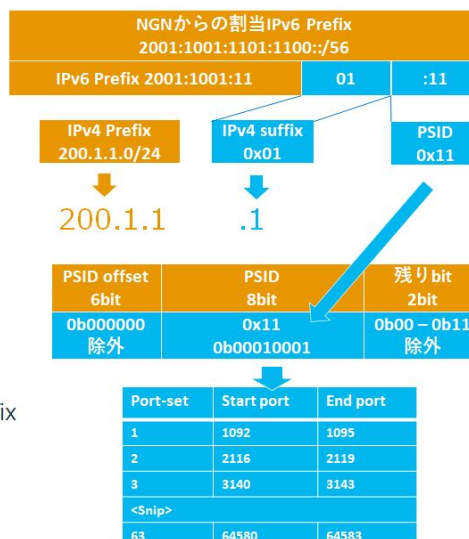 NGNからの割当IPv6 Prefix
2001:1001:1101:1100::/56
IPv6 Prefix 2001:1001:11 01 :11
IPv4 Prefix
200.1.1.0/24
IPv4 suffix
0x01
PSID
0x11
200.1.1 .1
PSID offset
6bit
PSID
8bit
残りbit
2bit
0b000000
除外
0x11
0b00010001
0b00 – 0b11
除外
ix
Port-set Start port End port
1 1092 1095
2 2116 2119
3 3140 3143
<Snip>
63 64580 64583